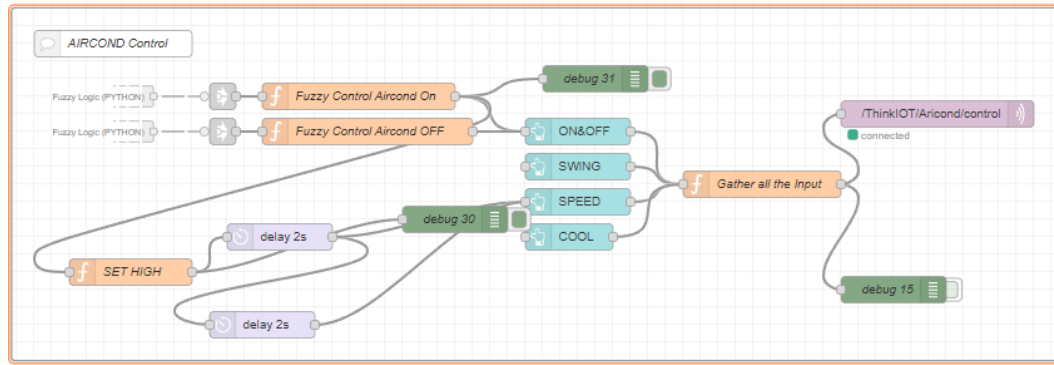 AIRCOND Control
debug 31
Fuzzy Logic (PYTHON)
Fuzzy Control Aircond On
/ThinkIOT/Aricond/control
Fuzzy Logic (PYTHON)
Fuzzy Control Aircond OFF
ON&OFF
connected
SWING
Gather all the Input
SPEED
debug 30
delay 2s
COOL
SET HIGH
debug 15
delay 2s